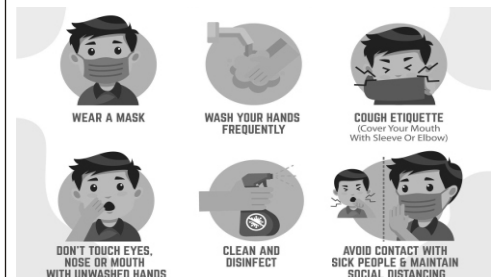 WEAR A MASK
WASH YOUR HANDS
FREQUENTLY
COUGH ETIQUETTE
(Cover Your Mouth
With Sleeve Or Elbow)
DON'T TOUCH EYES,
NOSE OR MOUTH
WITH UNWASHED HANDS
CLEAN AND
DISINFECT
AVOID CONTACT WITH
SICK PEOPLE & MAINTAIN
SOCIAL DISTANCING